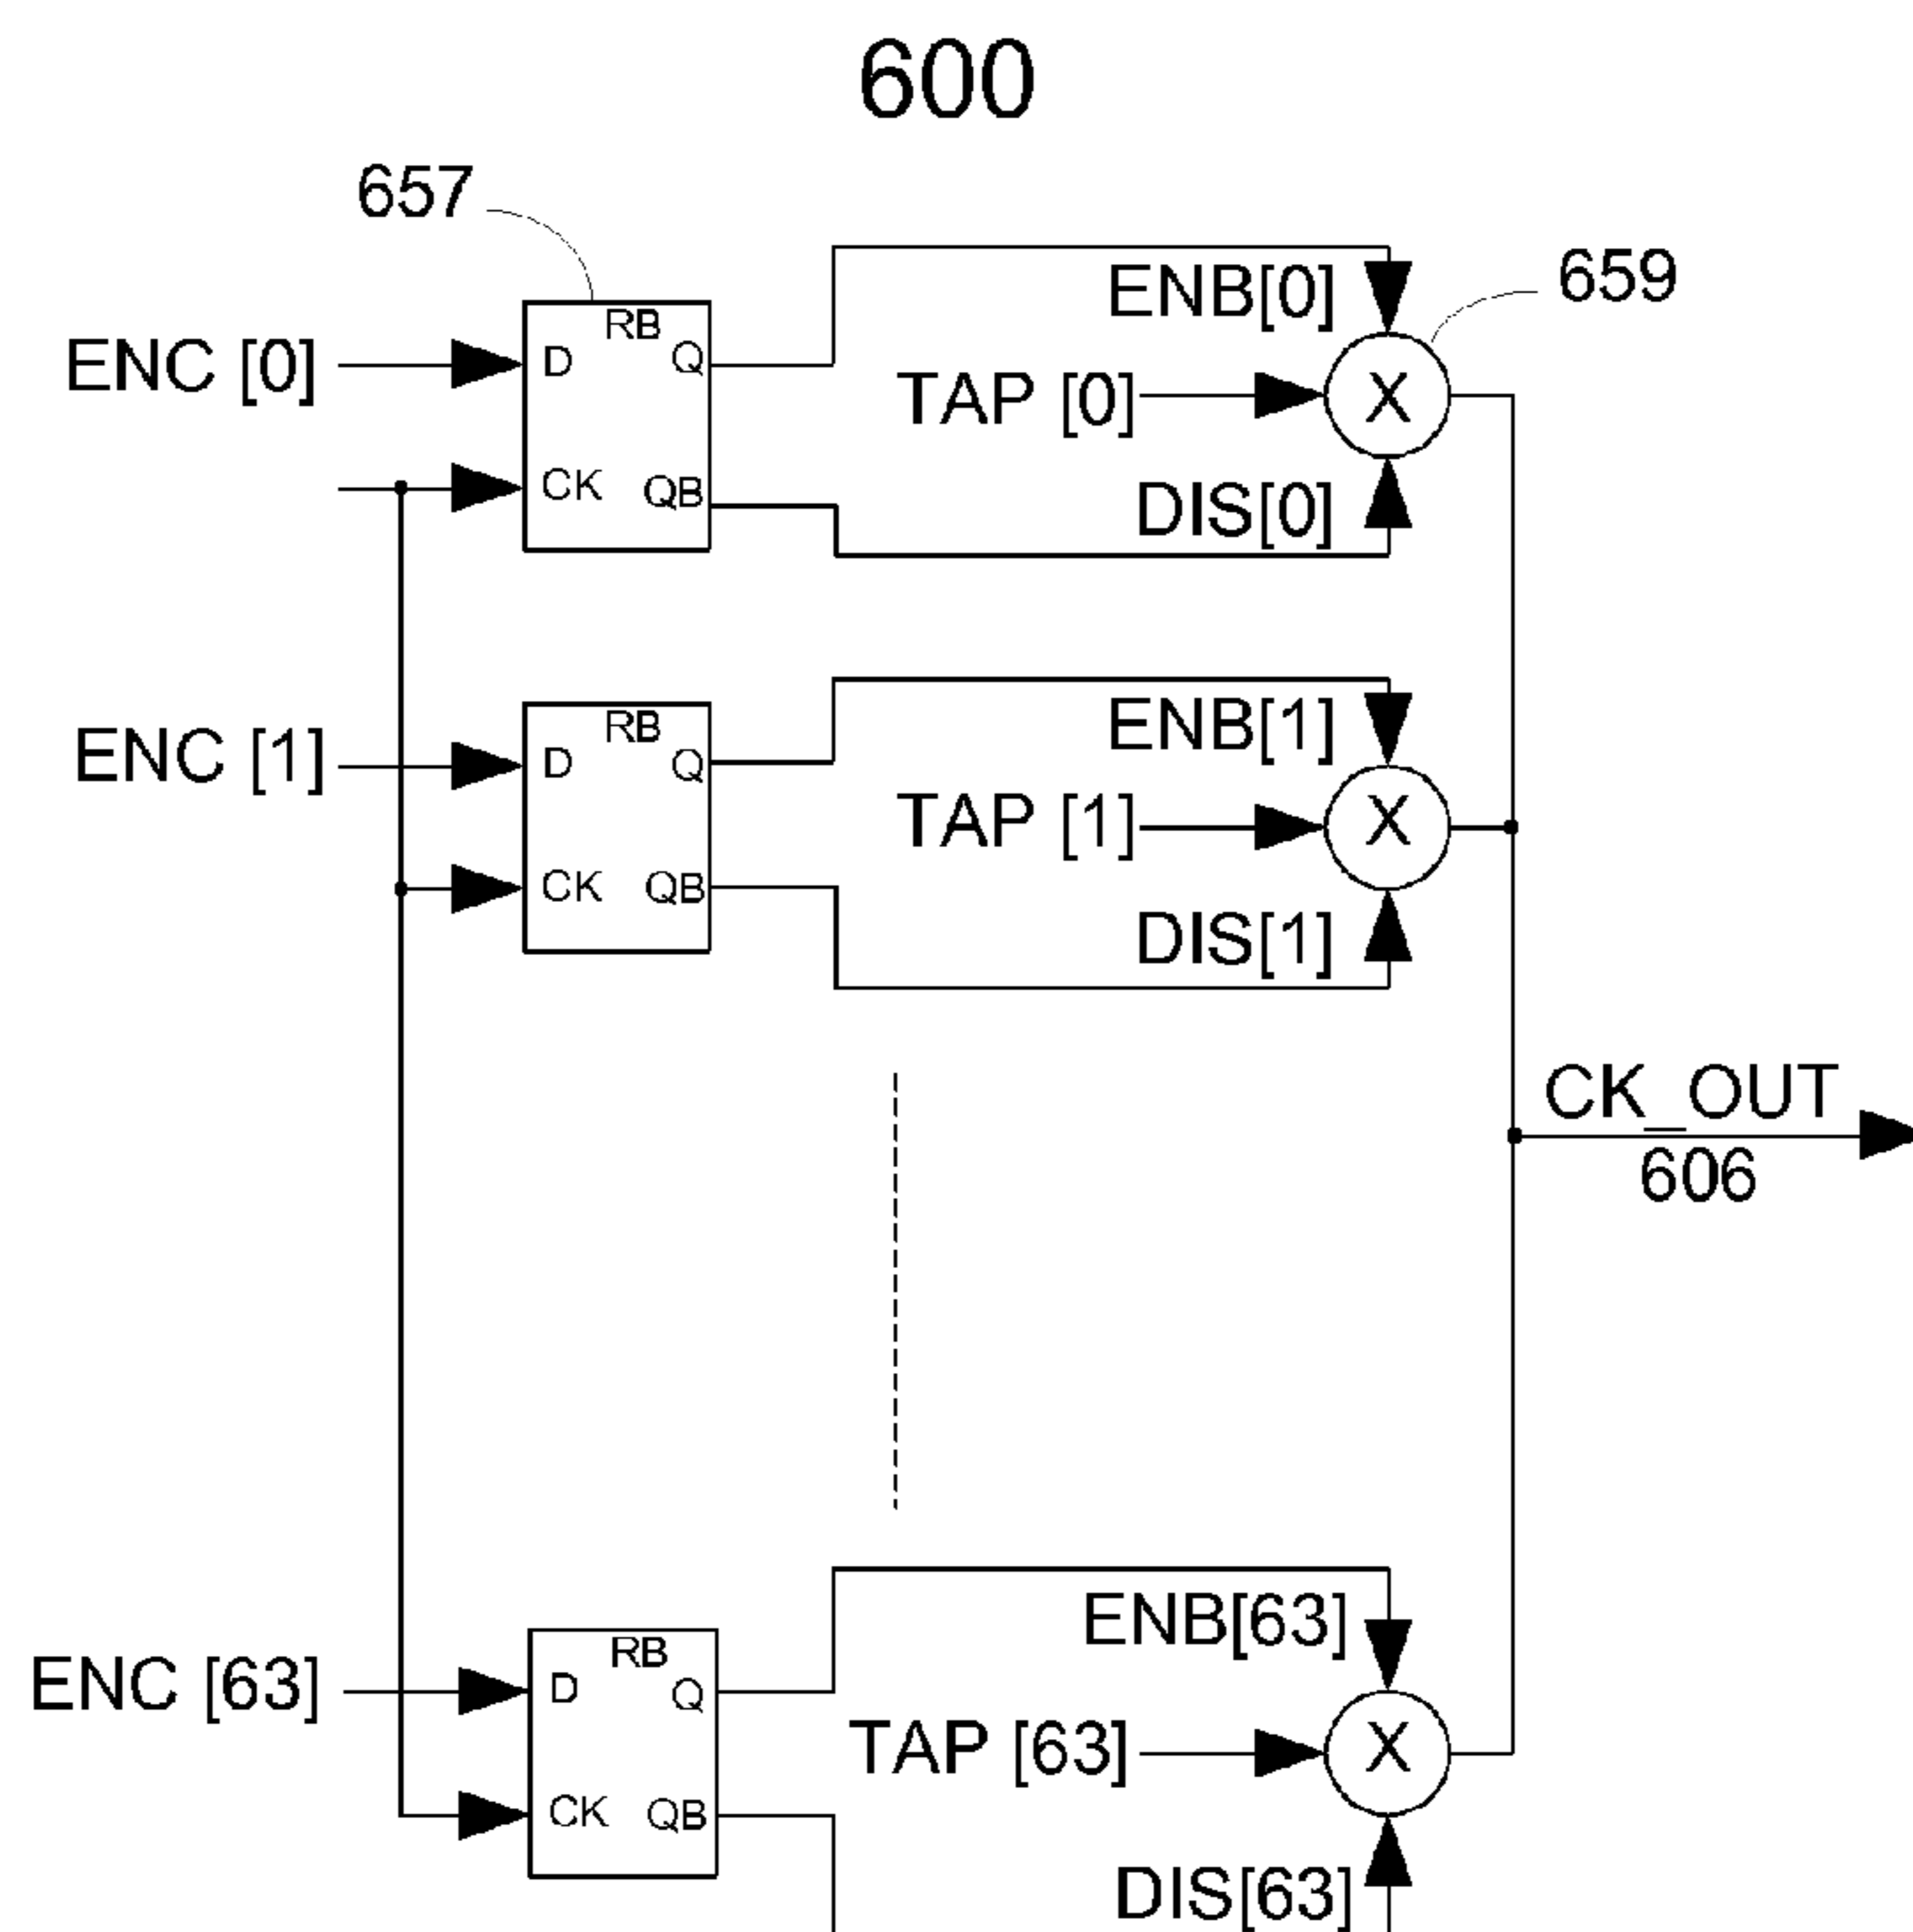 600
657
659
ENC [0]
RB
D
Q
CK
QB
ENB[0]
TAP [0]
X
DIS[0]
ENC [1]
RB
D
Q
CK
QB
ENB[1]
TAP [1]
X
DIS[1]
CK_OUT
606
ENC [63]
RB
D
Q
CK
QB
ENB[63]
TAP [63]
X
DIS[63]